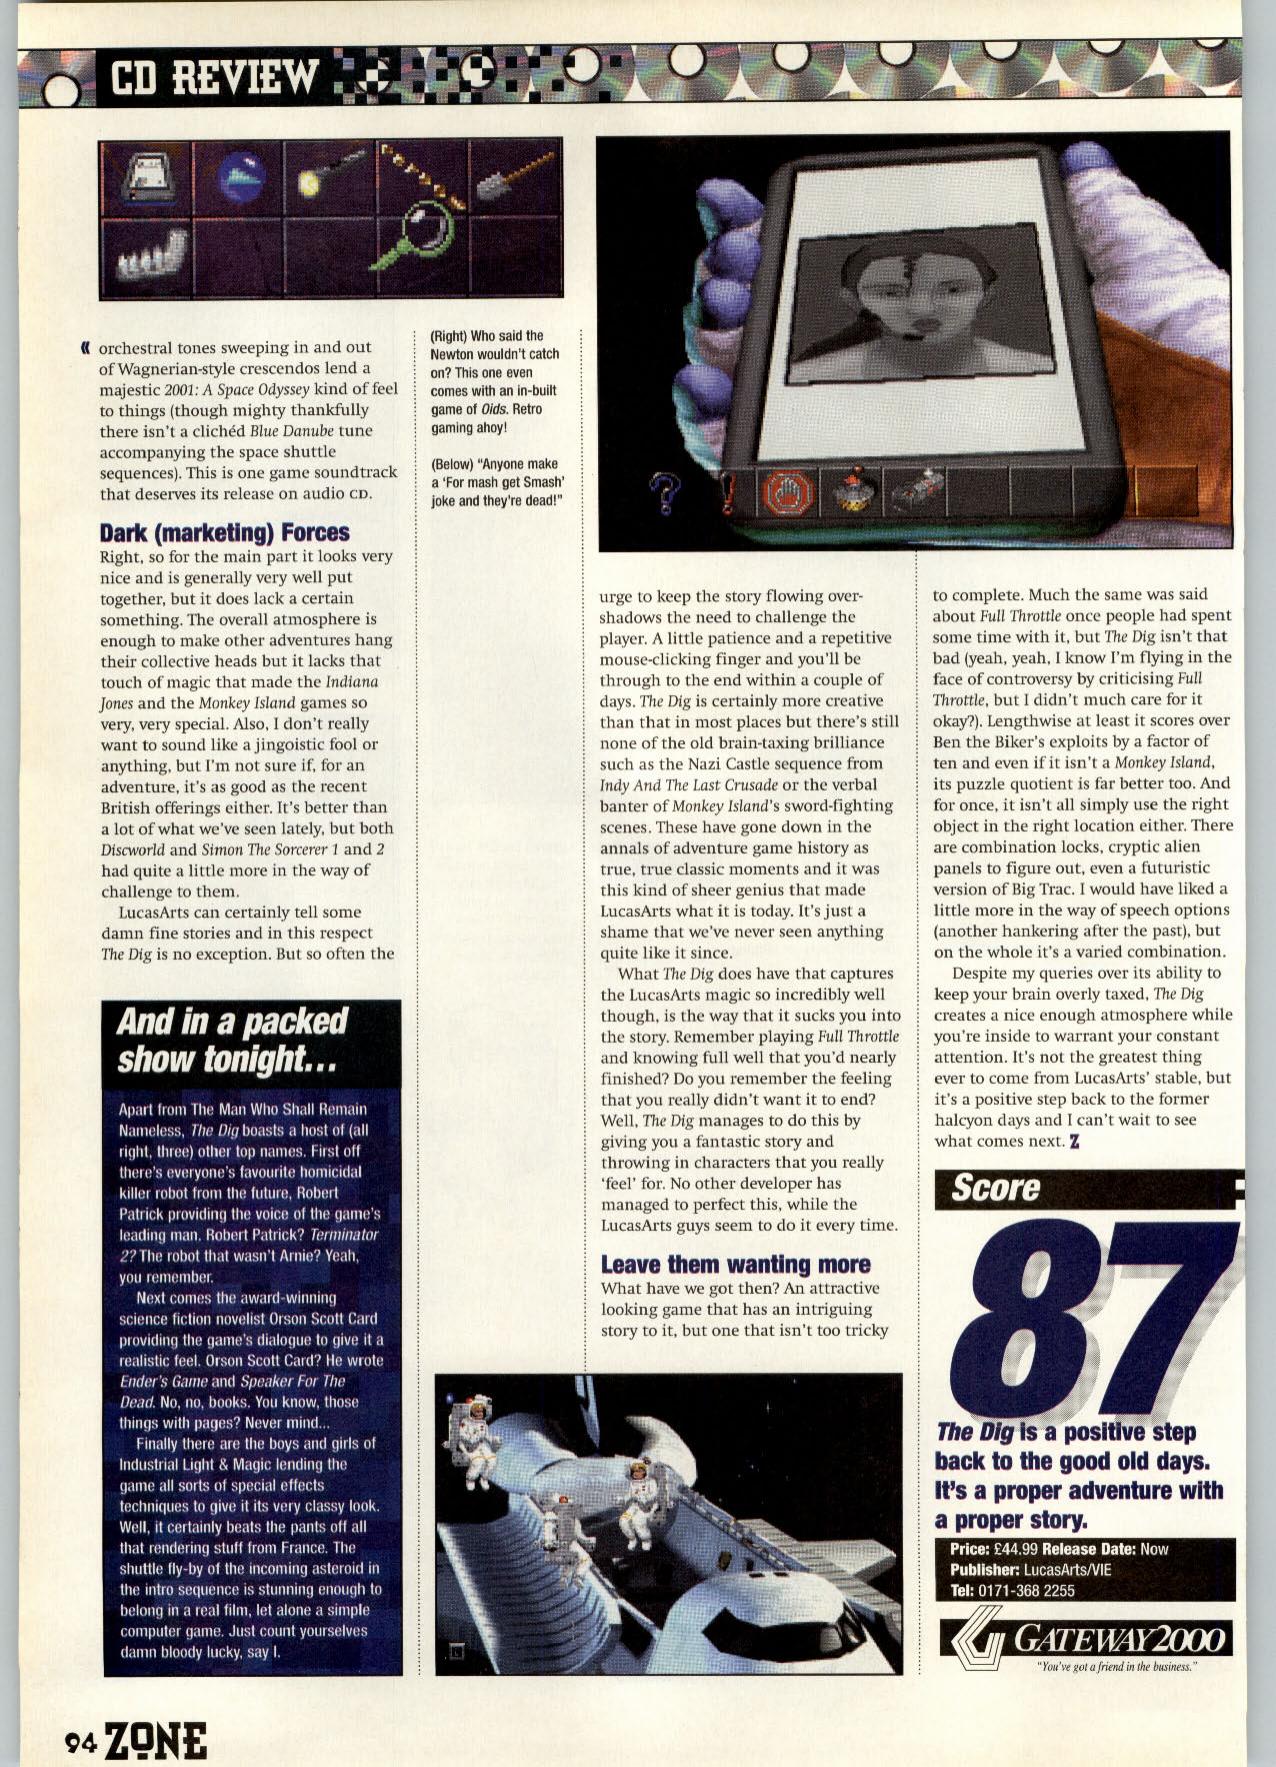 CD REVIEW
(Right) Who said the
Newton wouldn't catch
on? This one even
comes with an in-built
game of Oids. Retro
gaming ahoy!
(Below) "Anyone make
a 'For mash get Smash'
joke and they're dead!"
« orchestral tones sweeping in and out
of Wagnerian-style crescendos lend a
majestic 2001: A Space Odyssey kind of feel
to things (though mighty thankfully
there isn't a clichéd Blue Danube tune
accompanying the space shuttle
sequences). This is one game soundtrack
that deserves its release on audio CD.
Dark (marketing) Forces
Right, so for the main part it looks very
nice and is generally very well put
together, but it does lack a certain
something. The overall atmosphere is
enough to make other adventures hang
their collective heads but it lacks that
touch of magic that made the Indiana
Jones and the Monkey Island games so
very, very special. Also, I don't really
want to sound like a jingoistic fool or
anything, but I'm not sure if, for an
adventure, it's as good as the recent
British offerings either. It's better than
a lot of what we've seen lately, but both
Discworld and Simon The Sorcerer 1 and 2
had quite a little more in the way of
challenge to them.
LucasArts can certainly tell some
damn fine stories and in this respect
The Dig is no exception. But so often the
urge to keep the story flowing over-
shadows the need to challenge the
player. A little patience and a repetitive
mouse-clicking finger and you'll be
through to the end within a couple of
days. The Dig is certainly more creative
than that in most places but there's still
none of the old brain-taxing brilliance
such as the Nazi Castle sequence from
Indy And The Last Crusade or the verbal
banter of Monkey Island's sword-fighting
scenes. These have gone down in the
annals of adventure game history as
true, true classic moments and it was
this kind of sheer genius that made
LucasArts what it is today. It's just a
shame that we've never seen anything
quite like it since.
What The Dig does have that captures
the LucasArts magic so incredibly well
though, is the way that it sucks you into
the story. Remember playing Full Throttle
and knowing full well that you'd nearly
finished? Do you remember the feeling
that you really didn't want it to end?
Well, The Dig manages to do this by
giving you a fantastic story and
throwing in characters that you really
'feel' for. No other developer has
managed to perfect this, while the
LucasArts guys seem to do it every time.
Leave them wanting more
What have we got then? An attractive
looking game that has an intriguing
story to it, but one that isn't too tricky
to complete. Much the same was said
about Full Throttle once people had spent
some time with it, but The Dig isn't that
bad (yeah, yeah, I know I'm flying in the
face of controversy by criticising Full
Throttle, but I didn't much care for it
okay?). Lengthwise at least it scores over
Ben the Biker's exploits by a factor of
ten and even if it isn't a Monkey Island,
its puzzle quotient is far better too. And
for once, it isn't all simply use the right
object in the right location either. There
are combination locks, cryptic alien
panels to figure out, even a futuristic
version of Big Trac. I would have liked a
little more in the way of speech options
(another hankering after the past), but
on the whole it's a varied combination.
Despite my queries over its ability to
keep your brain overly taxed, The Dig
creates a nice enough atmosphere while
you're inside to warrant your constant
attention. It's not the greatest thing
ever to come from LucasArts' stable, but
it's a positive step back to the former
halcyon days and I can't wait to see
what comes next. Z
And in a packed
show tonight...
Apart from The Man Who Shall Remain
Nameless, The Dig boasts a host of (all
right, three) other top names. First off
there's everyone's favourite homicidal
killer robot from the future, Robert
Patrick providing the voice of the game's
leading man. Robert Patrick? Terminator
2? The robot that wasn't Arnie? Yeah,
you remember.
Next comes the award-winning
science fiction novelist Orson Scott Card
providing the game's dialogue to give it a
realistic feel. Orson Scott Card? He wrote
Ender's Game and Speaker For The
Dead. No, no, books. You know, those
things with pages? Never mind...
Finally there are the boys and girls of
Industrial Light & Magic lending the
game all sorts of special effects
techniques to give it its very classy look.
Well, it certainly beats the pants off all
that rendering stuff from France. The
shuttle fly-by of the incoming asteroid in
the intro sequence is stunning enough to
belong in a real film, let alone a simple
computer game. Just count yourselves
damn bloody lucky, say I.
Score
87
The Dig is a positive step
back to the good old days.
It's a proper adventure with
a proper story.
Price: £44.99 Release Date: Now
Publisher: LucasArts/VIE
Tel: 0171-368 2255
GATEWAY2000
"You've got a friend in the business."
94 ZONE